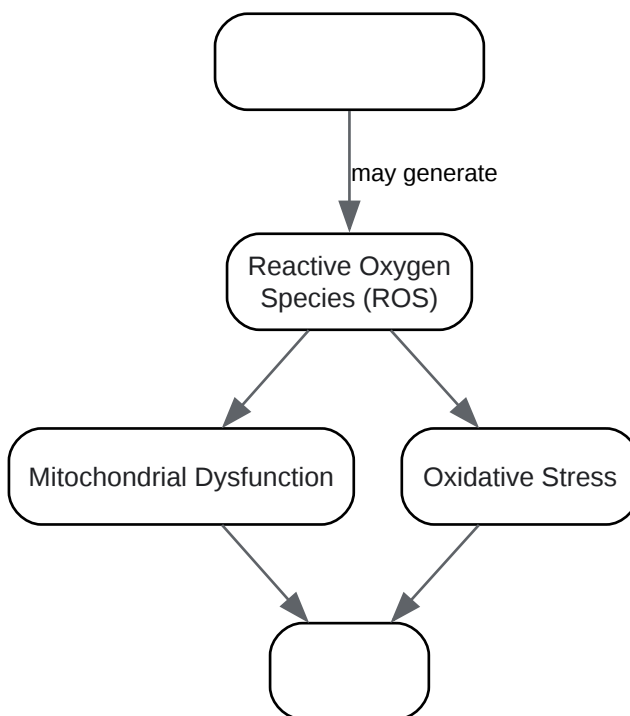 may generate
Reactive Oxygen
Species (ROS)
Mitochondrial Dysfunction
Oxidative Stress